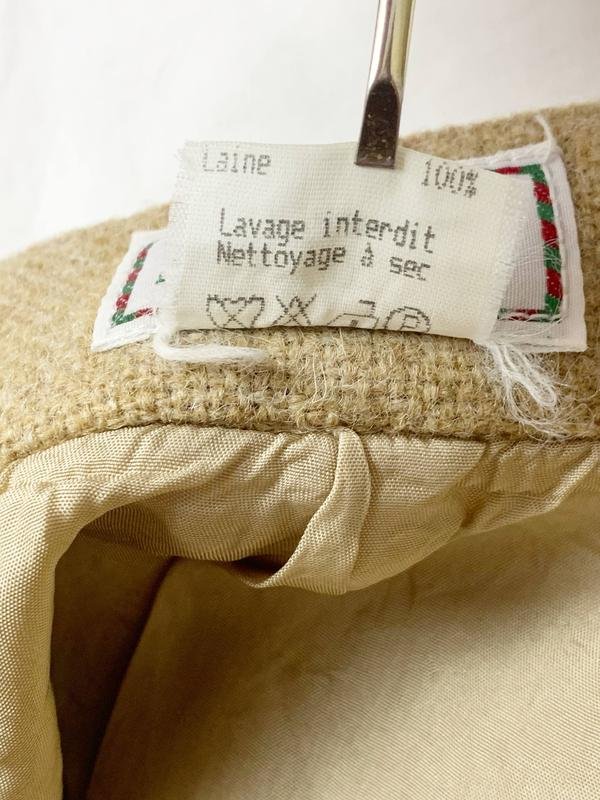 Laine 100%
Lavage interdit
Nettoyage à sec
P